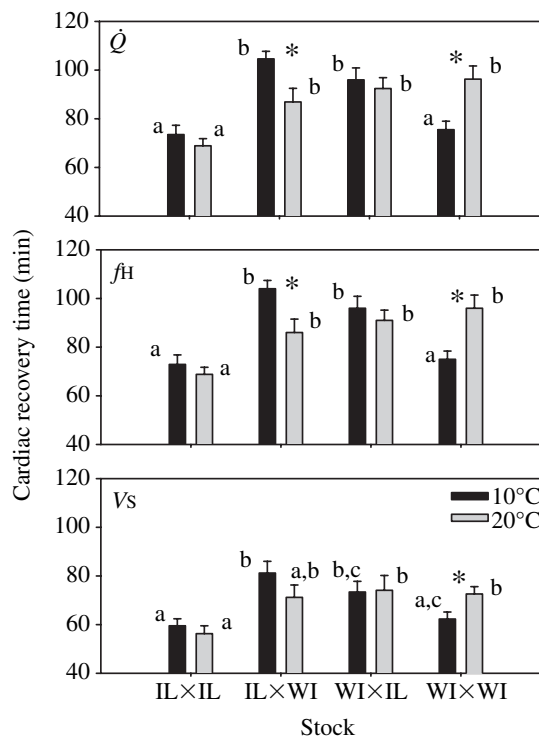 Cardiac recovery time (min)
Q̇
120
100
80
60
40
a a b * b b b a * b
fH
120
100
80
60
40
a a b * b b b a * b
Vs
120
100
80
60
40
10°C
20°C
a a b a,b b,c b a,c * b
IL×IL IL×WI WI×IL WI×WI
Stock